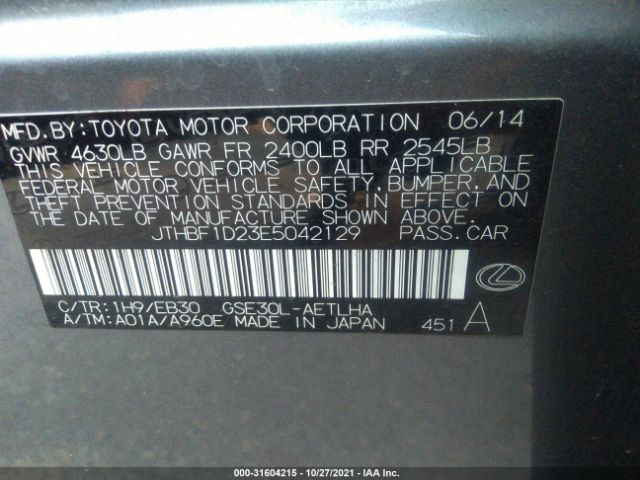 MFD.BY:TOYOTA MOTOR CORPORATION 06/14
GVWR 4630LB GAWR FR 2400LB RR 2545LB
THIS VEHICLE CONFORMS TO ALL APPLICABLE
FEDERAL MOTOR VEHICLE SAFETY,BUMPER,AND
THEFT PREVENTION STANDARDS IN EFFECT ON
THE DATE OF MANUFACTURE SHOWN ABOVE.
JTHBF1D23E5042129 PASS.CAR
C/TR:1H9/EB30 GSE30L-AETLHA
A/TM:A01A/A960E MADE IN JAPAN 451 A
000-31604215 - 10/27/2021 - IAA Inc.